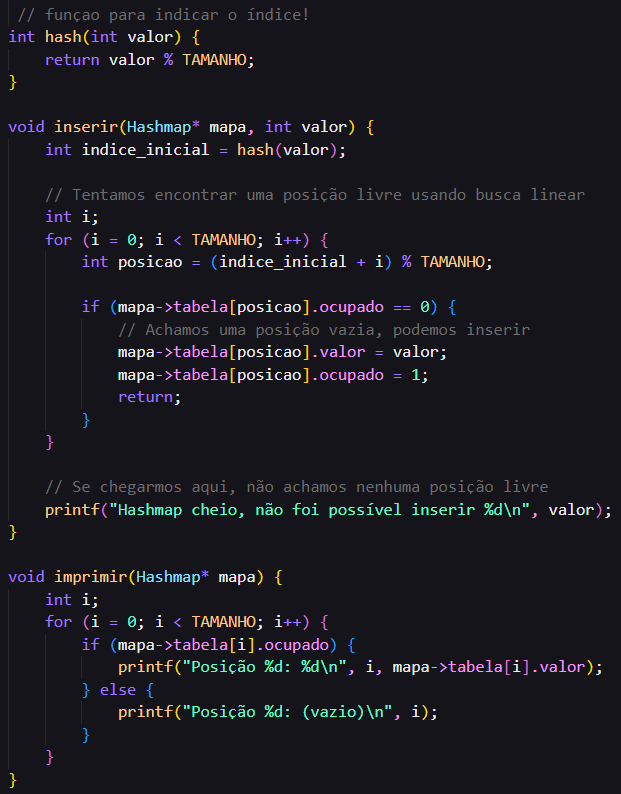 // funçao para indicar o índice!
int hash(int valor) {
    return valor % TAMANHO;
}

void inserir(Hashmap* mapa, int valor) {
    int indice_inicial = hash(valor);

    // Tentamos encontrar uma posição livre usando busca linear
    int i;
    for (i = 0; i < TAMANHO; i++) {
        int posicao = (indice_inicial + i) % TAMANHO;

        if (mapa->tabela[posicao].ocupado == 0) {
            // Achamos uma posição vazia, podemos inserir
            mapa->tabela[posicao].valor = valor;
            mapa->tabela[posicao].ocupado = 1;
            return;
        }
    }

    // Se chegarmos aqui, não achamos nenhuma posição livre
    printf("Hashmap cheio, não foi possível inserir %d\n", valor);
}

void imprimir(Hashmap* mapa) {
    int i;
    for (i = 0; i < TAMANHO; i++) {
        if (mapa->tabela[i].ocupado) {
            printf("Posição %d: %d\n", i, mapa->tabela[i].valor);
        } else {
            printf("Posição %d: (vazio)\n", i);
        }
    }
}